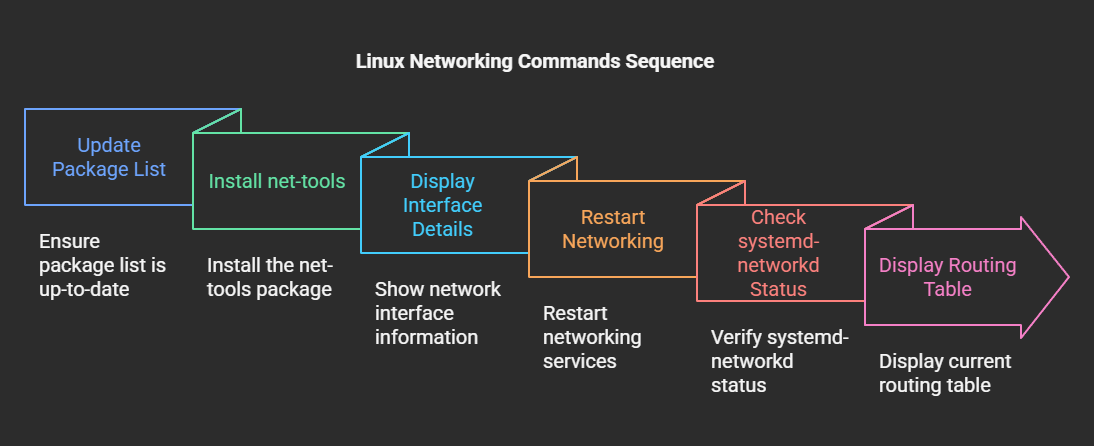 Linux Networking Commands Sequence
Update
Package List
Ensure
package list is
up-to-date
Install net-tools
Install the net-
tools package
Display
Interface
Details
Show network
interface
information
Restart
Networking
Restart
networking
services
Check
systemd-
networkd
Status
Verify systemd-
networkd
status
Display Routing
Table
Display current
routing table